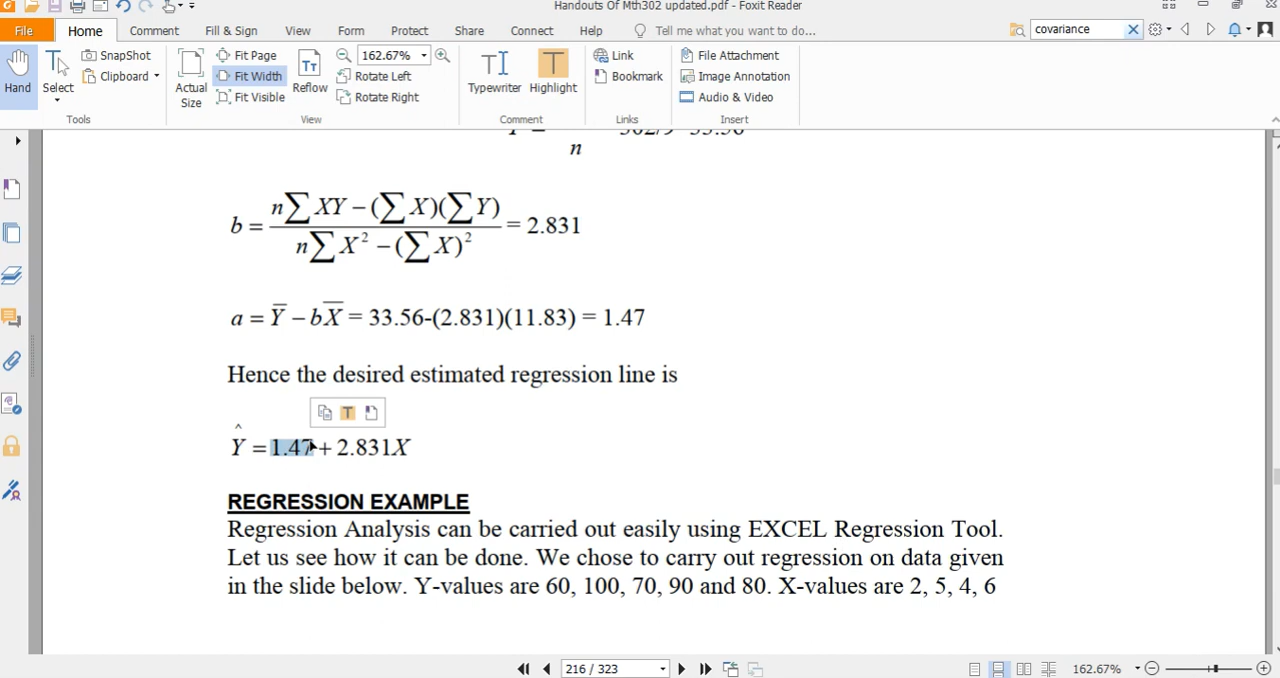 Handouts Of Mth302 updated.pdf - Foxit Reader
File Home Comment Fill & Sign View Form Protect Share Connect Help Tell me what you want to do... covariance
Hand
Select
SnapShot
Clipboard
Tools
Actual Size
Fit Page
Fit Width
Fit Visible
Reflow
162.67%
Rotate Left
Rotate Right
View
Typewriter
Highlight
Comment
Link
Bookmark
Links
File Attachment
Image Annotation
Audio & Video
Insert
n
b = n∑XY − (∑X)(∑Y) / n∑X² − (∑X)² = 2.831
a = Y̅ − bX̅ = 33.56-(2.831)(11.83) = 1.47
Hence the desired estimated regression line is
Ŷ = 1.47 + 2.831X
REGRESSION EXAMPLE
Regression Analysis can be carried out easily using EXCEL Regression Tool.
Let us see how it can be done. We chose to carry out regression on data given
in the slide below. Y-values are 60, 100, 70, 90 and 80. X-values are 2, 5, 4, 6
216 / 323
162.67%